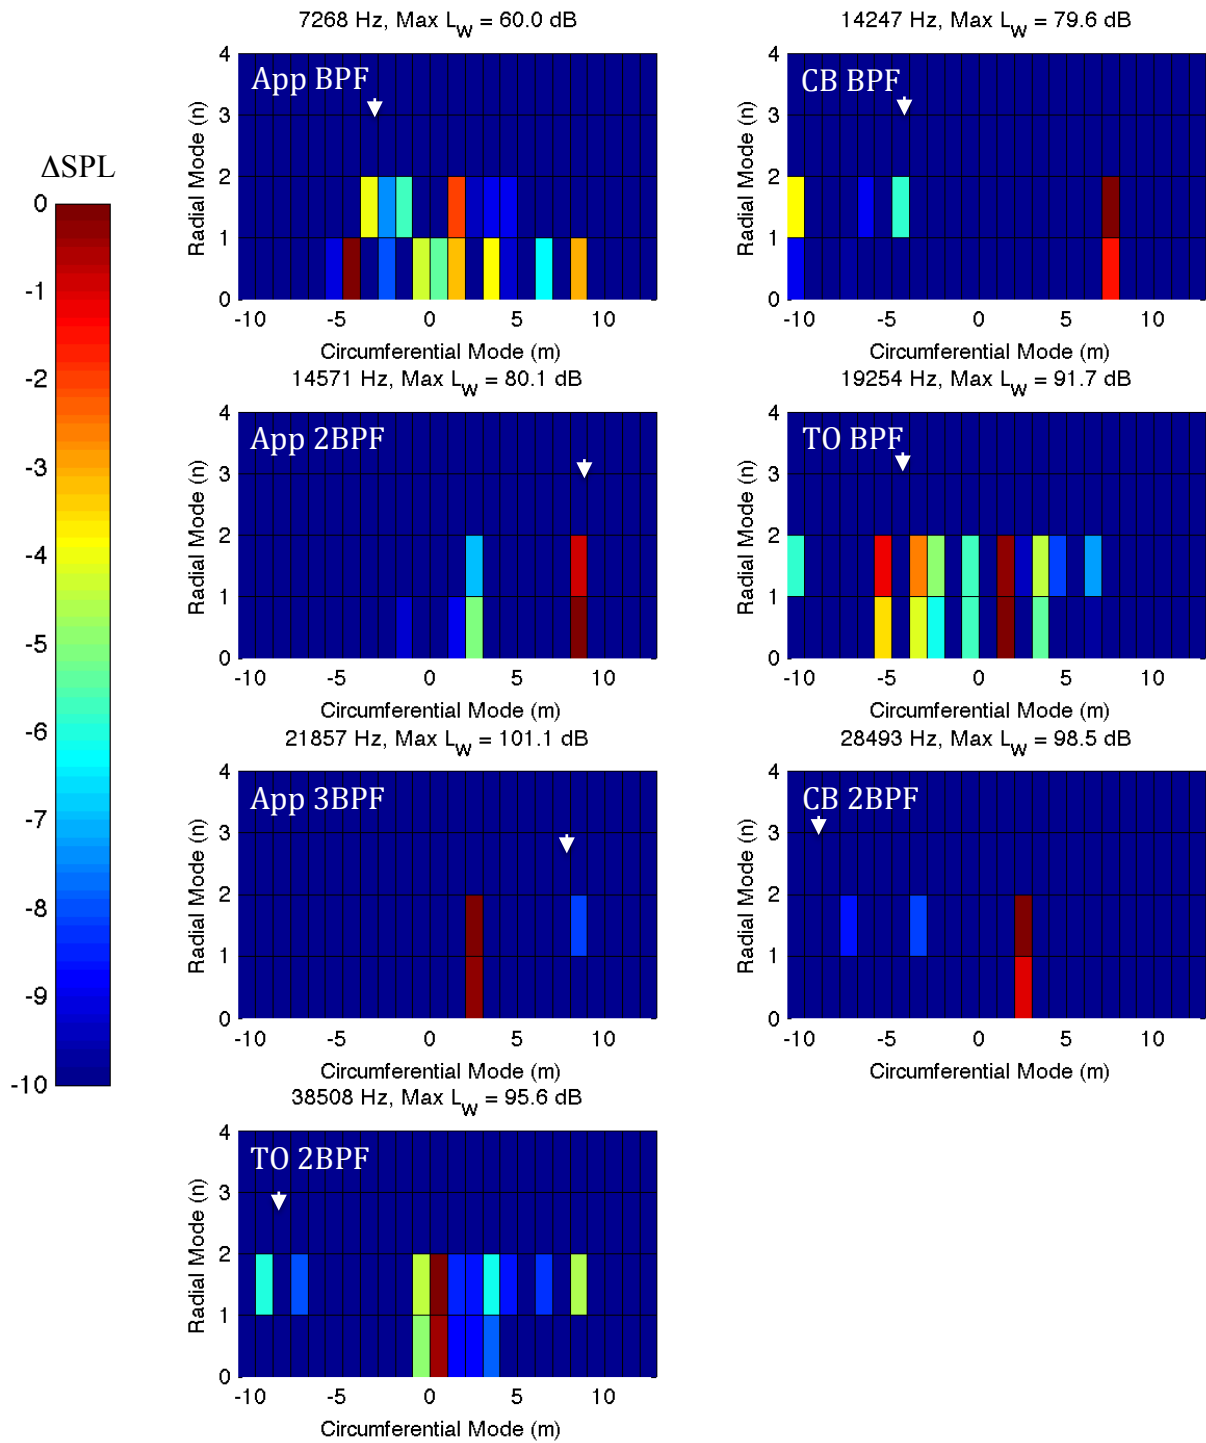 7268 Hz, Max L_W = 60.0 dB
App BPF
4
3
2
1
0
Radial Mode (n)
-10 -5 0 5 10
Circumferential Mode (m)
14247 Hz, Max L_W = 79.6 dB
CB BPF
4
3
2
1
0
Radial Mode (n)
-10 -5 0 5 10
Circumferential Mode (m)
ΔSPL
0
-1
-2
-3
-4
-5
-6
-7
-8
-9
-10
14571 Hz, Max L_W = 80.1 dB
App 2BPF
4
3
2
1
0
Radial Mode (n)
-10 -5 0 5 10
Circumferential Mode (m)
19254 Hz, Max L_W = 91.7 dB
TO BPF
4
3
2
1
0
Radial Mode (n)
-10 -5 0 5 10
Circumferential Mode (m)
21857 Hz, Max L_W = 101.1 dB
App 3BPF
4
3
2
1
0
Radial Mode (n)
-10 -5 0 5 10
Circumferential Mode (m)
28493 Hz, Max L_W = 98.5 dB
CB 2BPF
4
3
2
1
0
Radial Mode (n)
-10 -5 0 5 10
Circumferential Mode (m)
38508 Hz, Max L_W = 95.6 dB
TO 2BPF
4
3
2
1
0
Radial Mode (n)
-10 -5 0 5 10
Circumferential Mode (m)